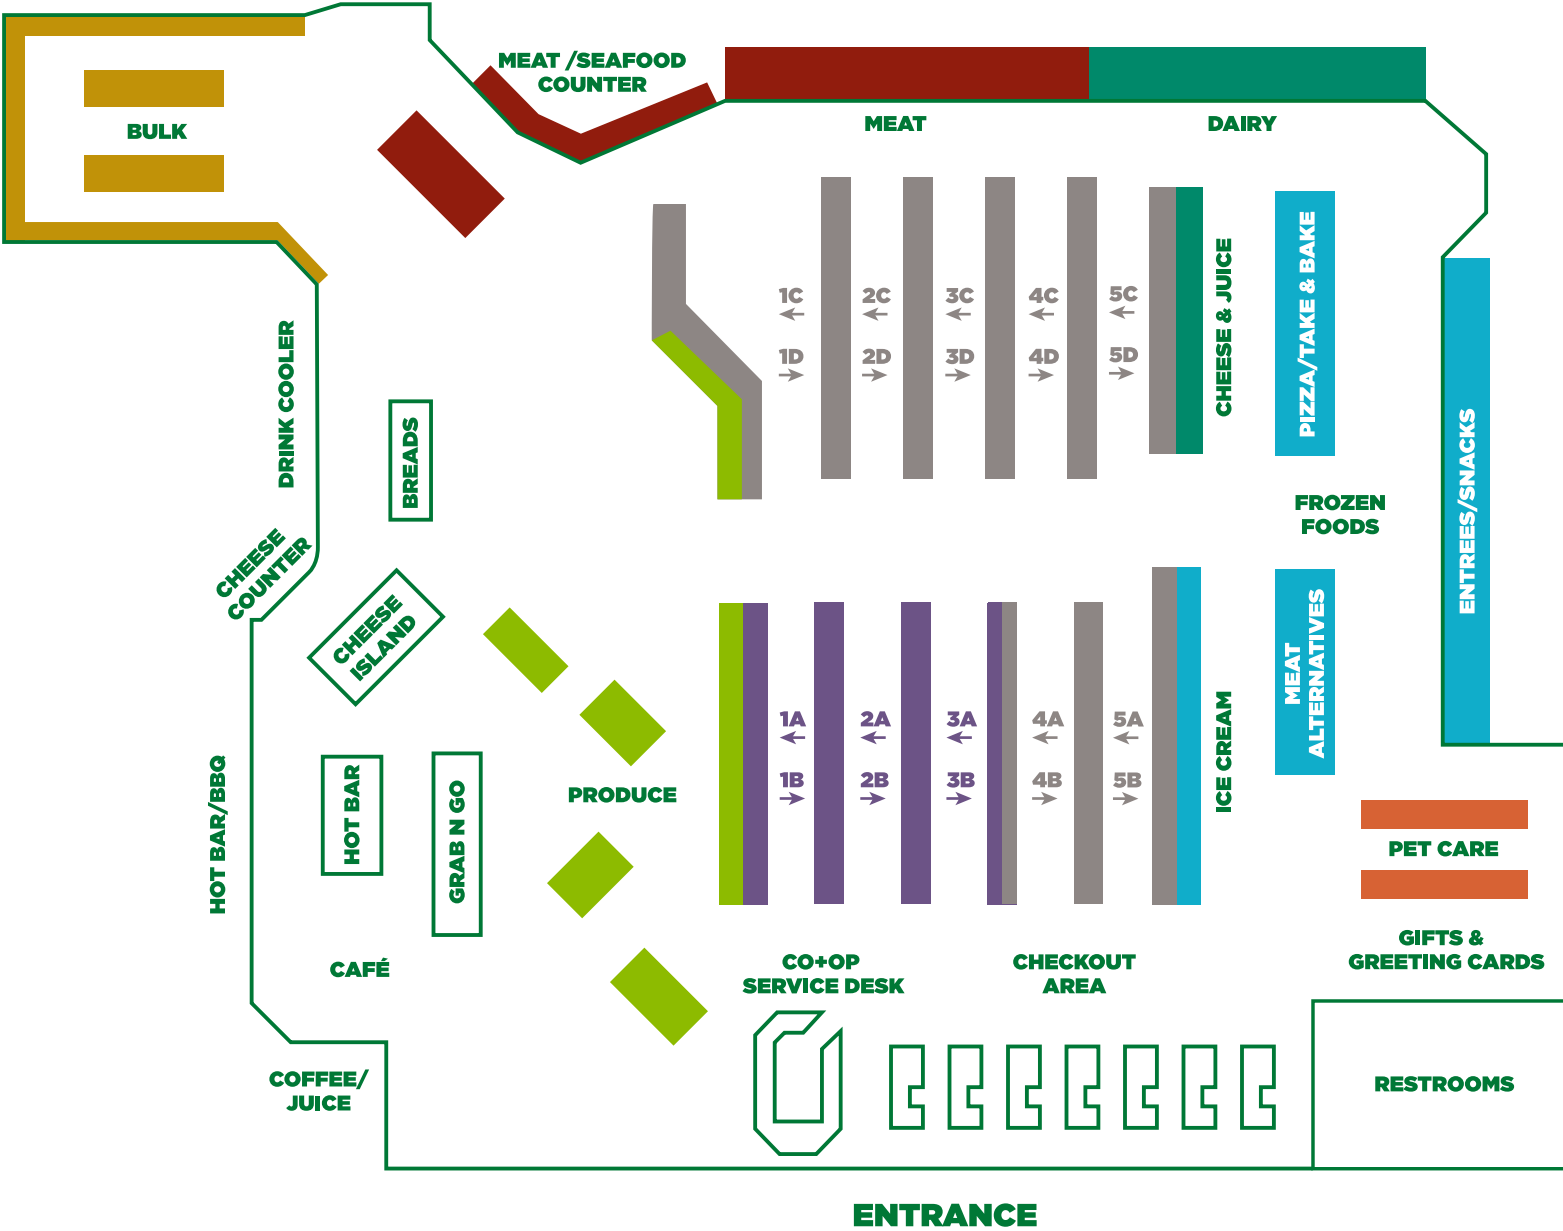 MEAT /SEAFOOD
COUNTER
BULK
MEAT
DAIRY
1C
2C
3C
4C
5C
1D
2D
3D
4D
5D
CHEESE & JUICE
PIZZA/TAKE & BAKE
DRINK COOLER
BREADS
ENTREES/SNACKS
FROZEN
FOODS
CHEESE
COUNTER
CHEESE
ISLAND
MEAT
ALTERNATIVES
1A
2A
3A
4A
5A
1B
2B
3B
4B
5B
ICE CREAM
HOT BAR/BBQ
HOT BAR
GRAB N GO
PRODUCE
PET CARE
GIFTS &
GREETING CARDS
CAFÉ
CO+OP
SERVICE DESK
CHECKOUT
AREA
COFFEE/
JUICE
RESTROOMS
ENTRANCE